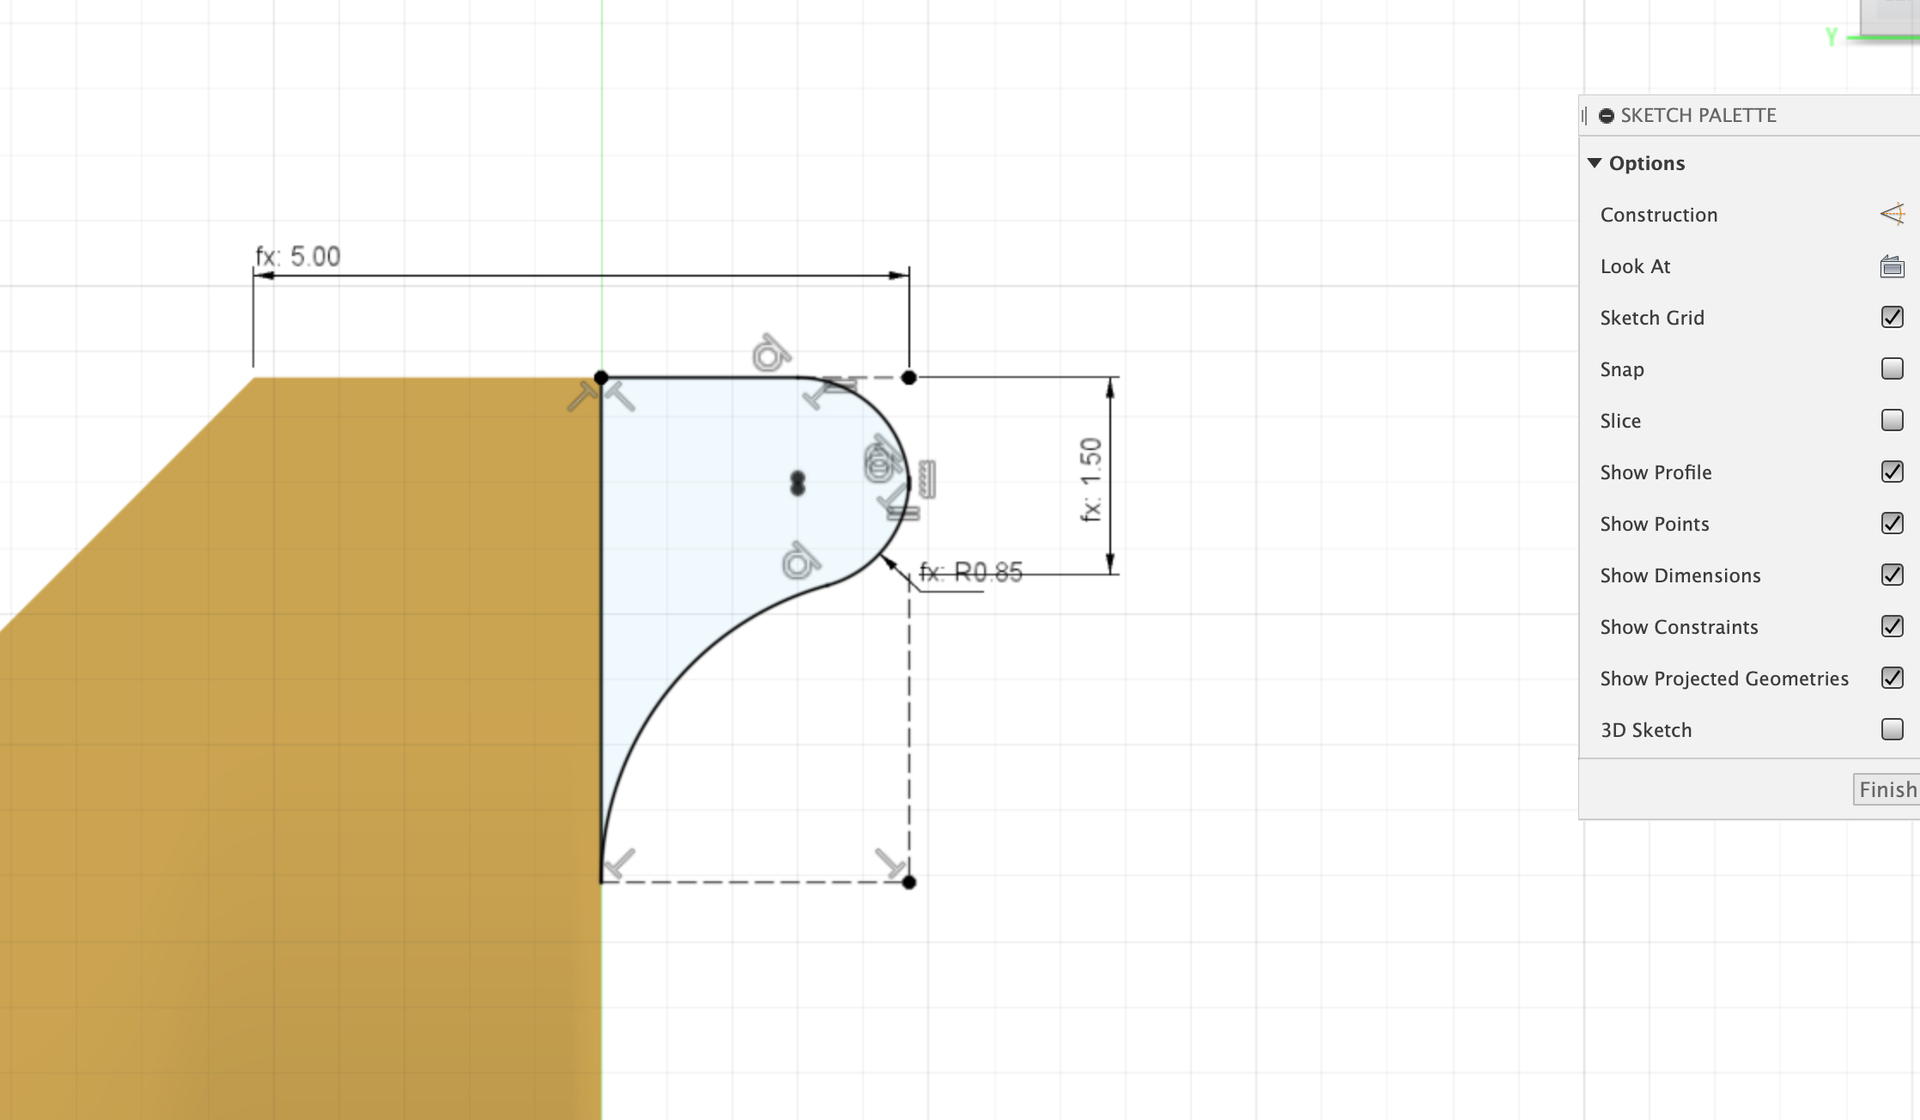 Y
SKETCH PALETTE
Options
Construction
Look At
Sketch Grid
Snap
Slice
Show Profile
Show Points
Show Dimensions
Show Constraints
Show Projected Geometries
3D Sketch
Finish
fx: 5.00
fx: 1.50
fx: R0.85